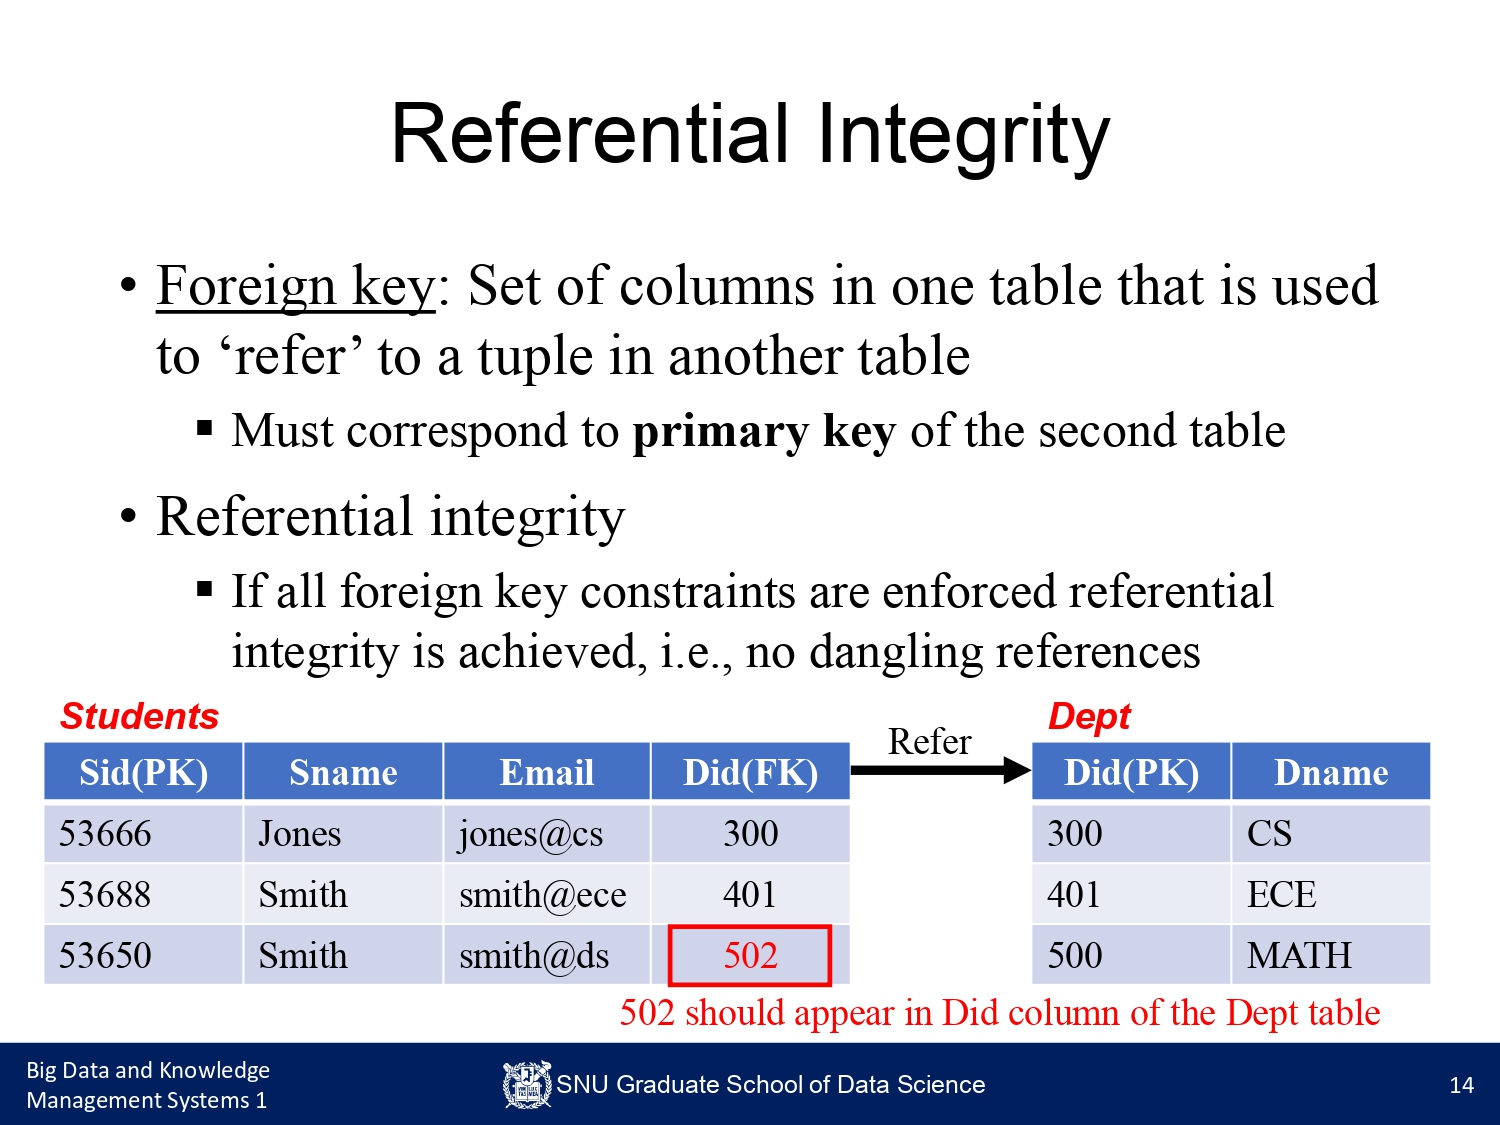 Referential Integrity
• Foreign key: Set of columns in one table that is used
to ‘refer’ to a tuple in another table
▪ Must correspond to primary key of the second table
• Referential integrity
▪ If all foreign key constraints are enforced referential
integrity is achieved, i.e., no dangling references
Students
Sid(PK) Sname Email Did(FK)
53666 Jones jones@cs 300
53688 Smith smith@ece 401
53650 Smith smith@ds 502
Refer
Dept
Did(PK) Dname
300 CS
401 ECE
500 MATH
502 should appear in Did column of the Dept table
Big Data and Knowledge
Management Systems 1
SNU Graduate School of Data Science
14